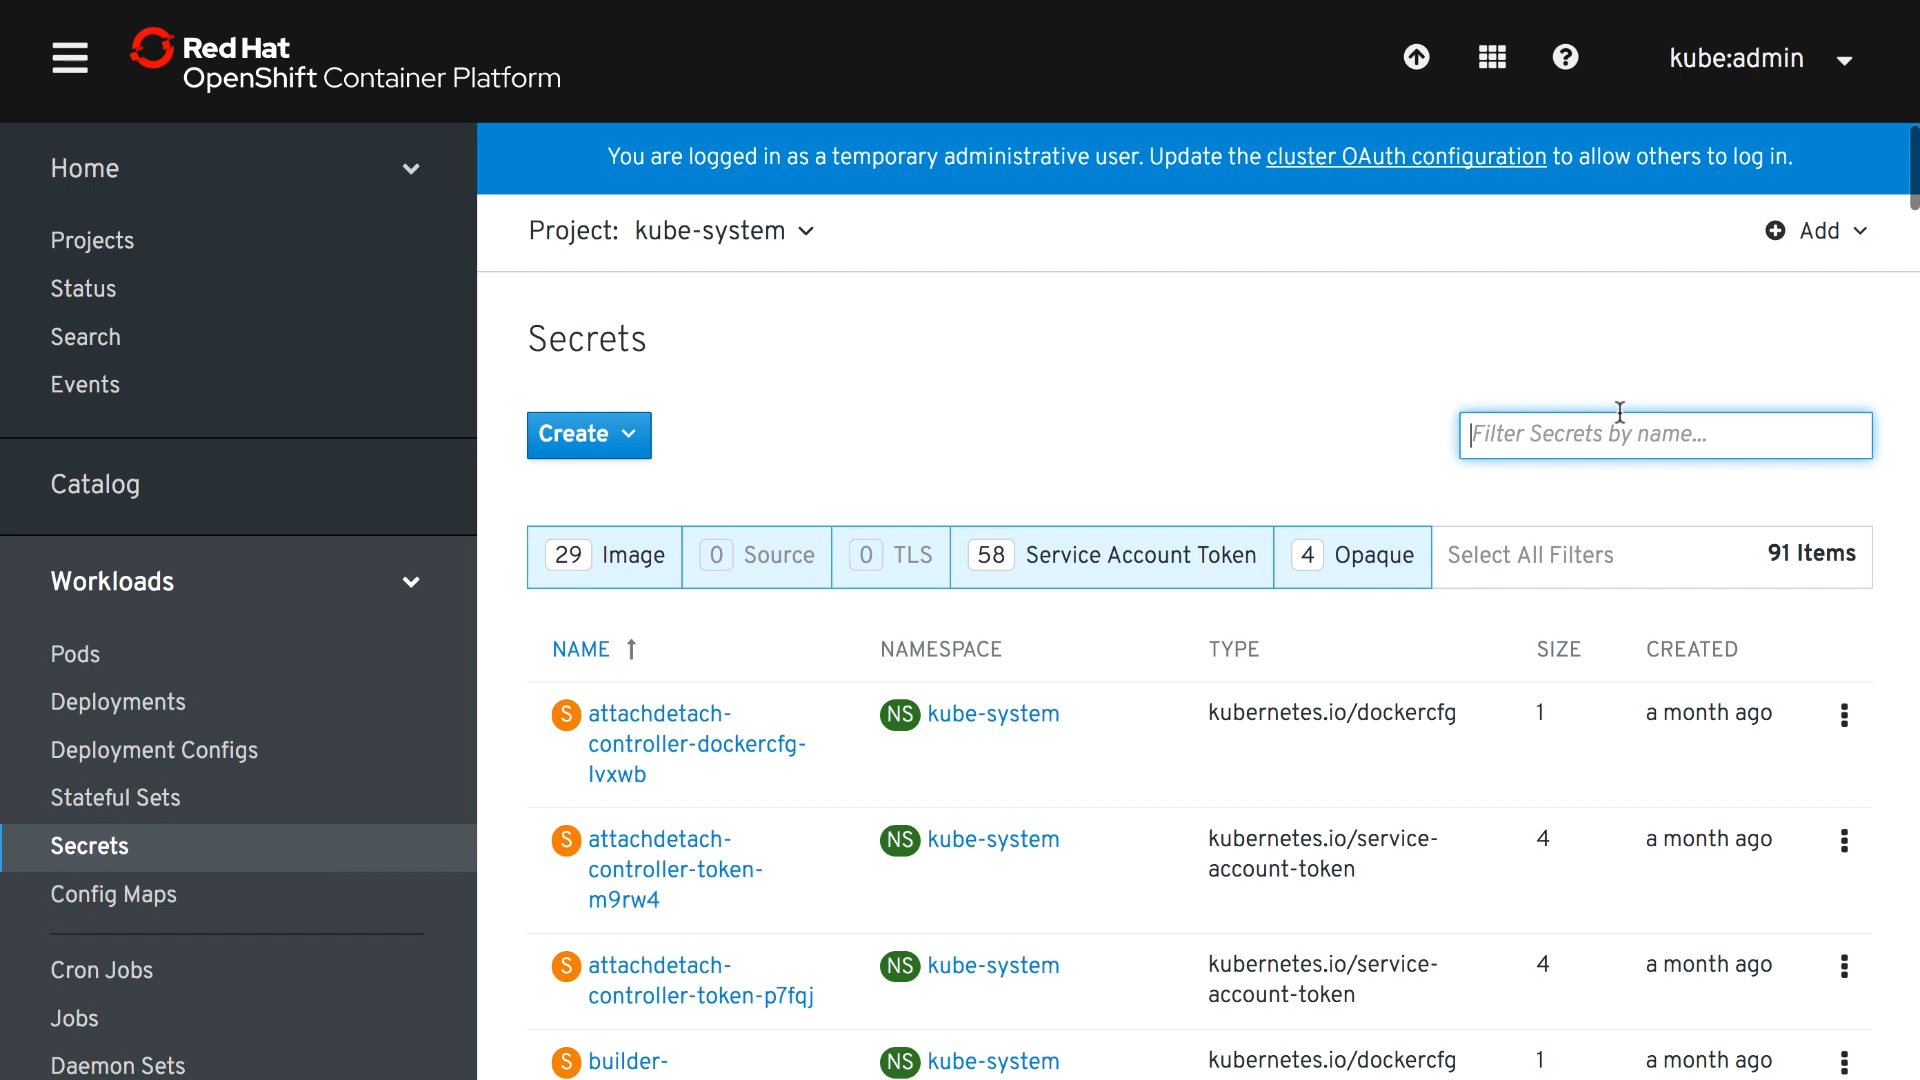 Red Hat
OpenShift Container Platform
kube:admin
You are logged in as a temporary administrative user. Update the cluster OAuth configuration to allow others to log in.
Home
Projects
Status
Search
Events
Catalog
Workloads
Pods
Deployments
Deployment Configs
Stateful Sets
Secrets
Config Maps
Cron Jobs
Jobs
Daemon Sets
Project: kube-system
Add
Secrets
Create
Filter Secrets by name...
29 Image 0 Source 0 TLS 58 Service Account Token 4 Opaque Select All Filters 91 Items
NAME NAMESPACE TYPE SIZE CREATED
S attachdetach- NS kube-system kubernetes.io/dockercfg 1 a month ago
controller-dockercfg-
lvxwb
S attachdetach- NS kube-system kubernetes.io/service- 4 a month ago
controller-token- account-token
m9rw4
S attachdetach- NS kube-system kubernetes.io/service- 4 a month ago
controller-token-p7fqj account-token
S builder- NS kube-system kubernetes.io/dockercfg 1 a month ago